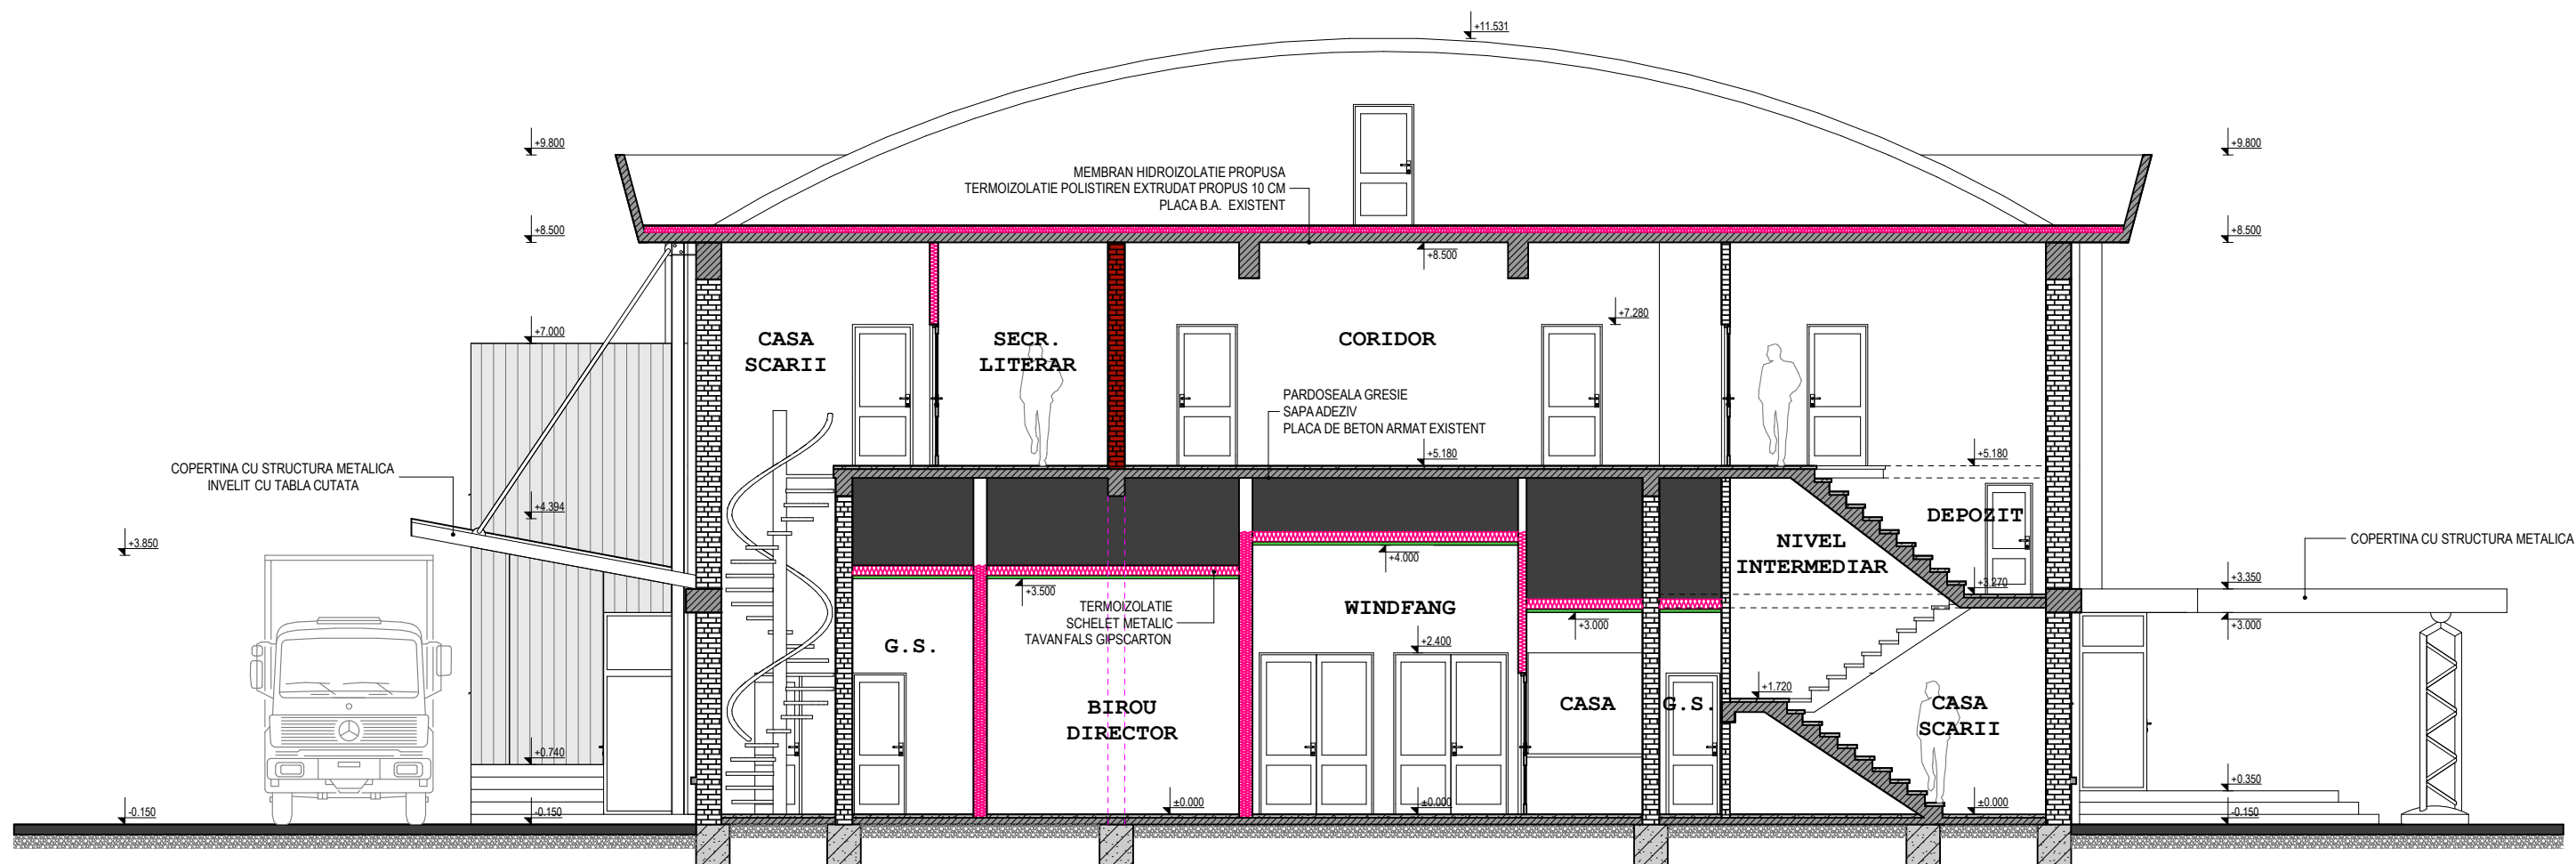 +11.531
+9.800
+9.800
MEMBRAN HIDROIZOLATIE PROPUSA
TERMOIZOLATIE POLISTIREN EXTRUDAT PROPUS 10 CM
PLACA B.A. EXISTENT
+8.500
+8.500
+8.500
+7.280
+7.000
CASA
SCARII
SECR.
LITERAR
CORIDOR
PARDOSEALA GRESIE
SAPA ADEZIV
PLACA DE BETON ARMAT EXISTENT
+5.180
+5.180
COPERTINA CU STRUCTURA METALICA
INVELIT CU TABLA CUTATA
+4.394
+3.850
DEPOZIT
NIVEL
INTERMEDIAR
COPERTINA CU STRUCTURA METALICA
+4.000
+3.500
+3.270
+3.350
TERMOIZOLATIE
SCHELET METALIC
TAVAN FALS GIPSCARTON
WINDFANG
+3.000
+3.000
G.S.
+2.400
+1.720
BIROU
DIRECTOR
CASA
G.S.
CASA
SCARII
+0.740
+0.350
-0.150
-0.150
±0.000
±0.000
±0.000
-0.150